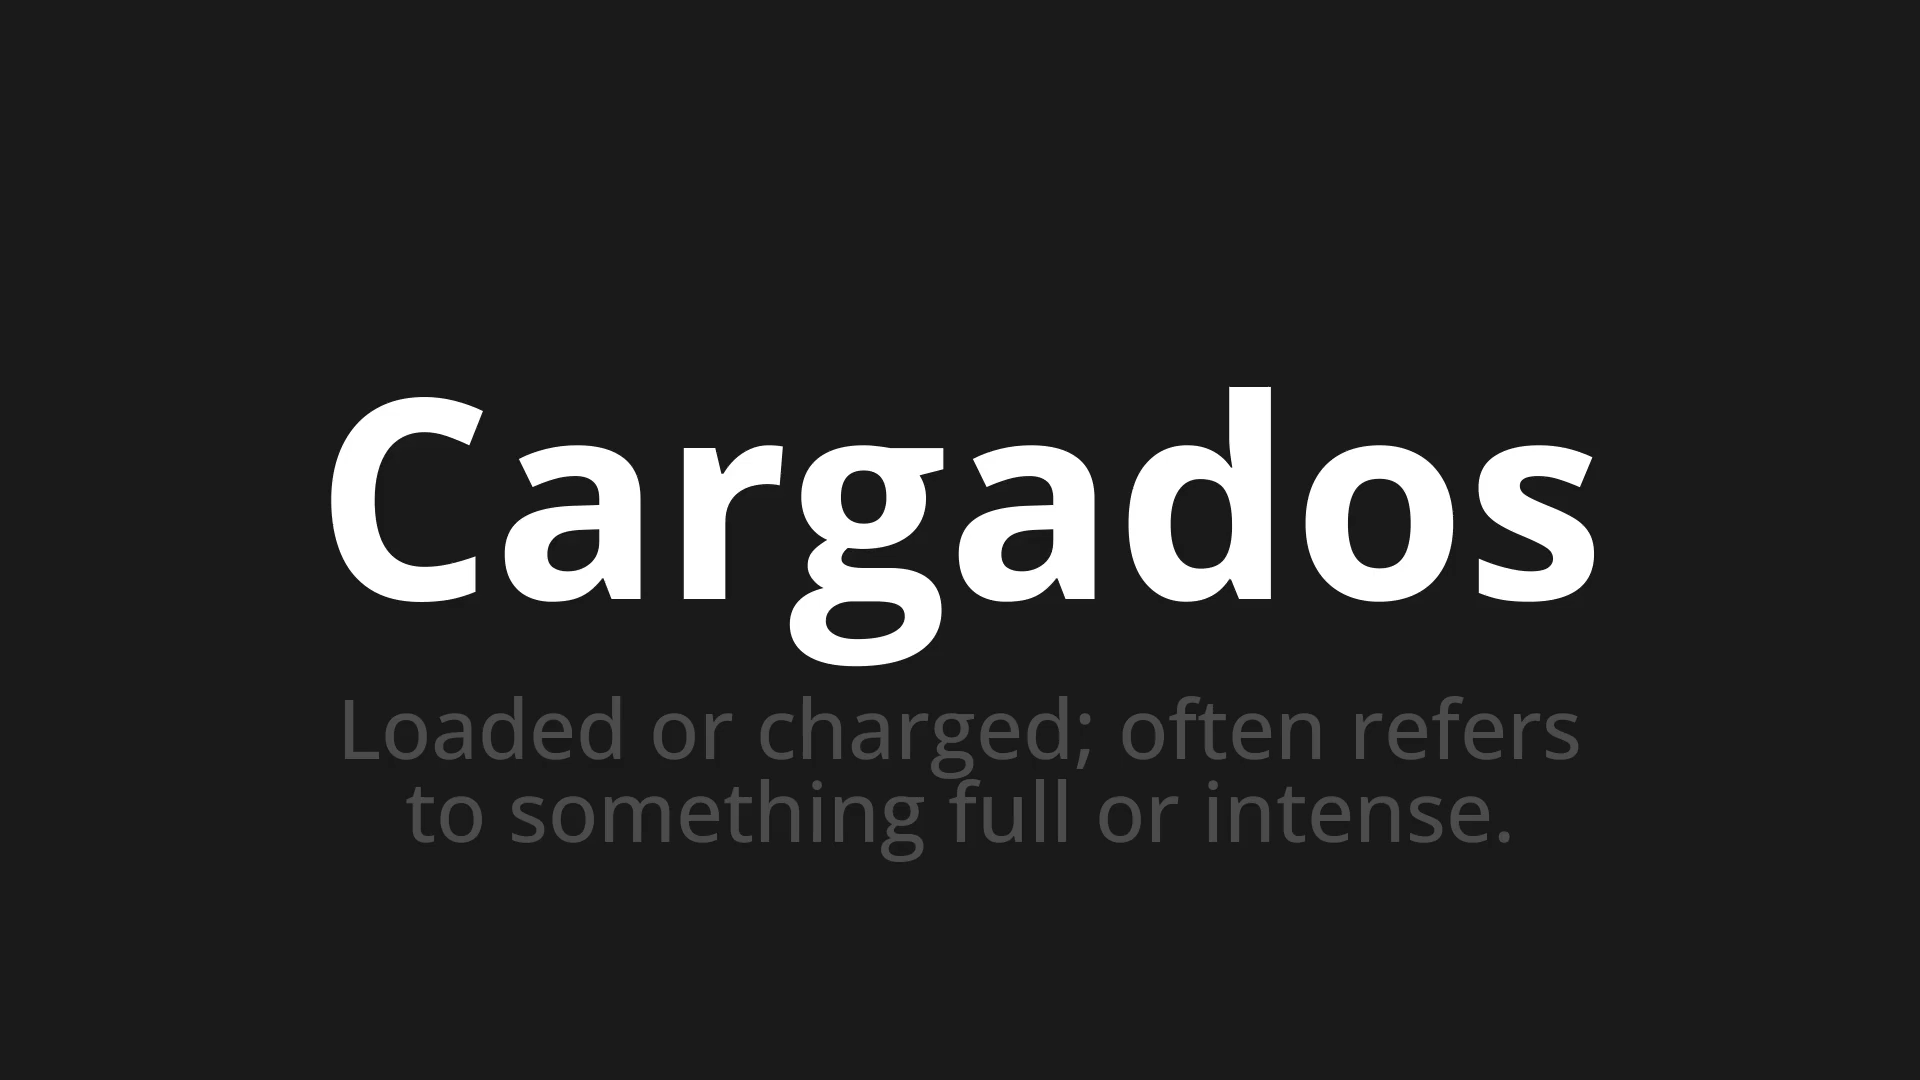 Cargados
Loaded or charged; often refers
to something full or intense.